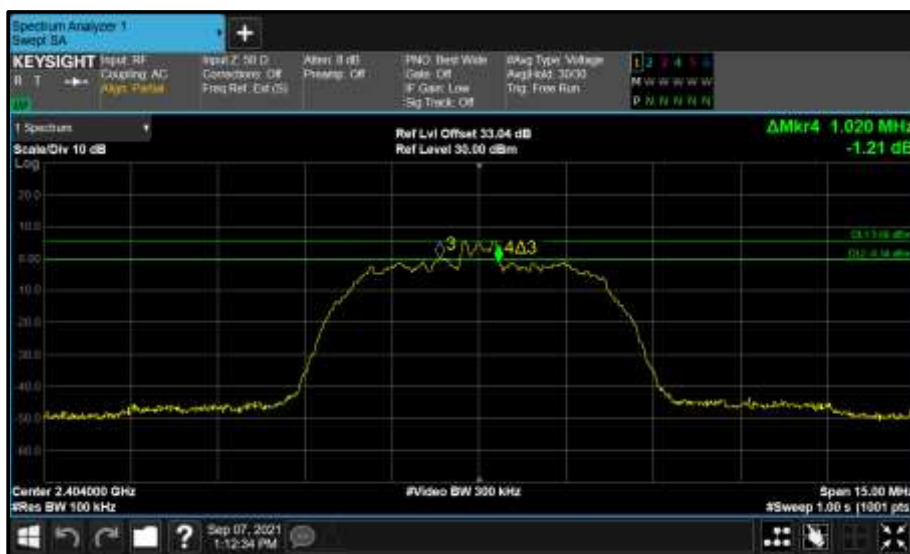 Spectrum Analyzer 1
Swept SA
+
KEYSIGHT Input: RF Input Z: 50 Ω Atten: 8 dB PNO: Best Wide #Avg Type: Voltage 1 2 3 4 5 6
R T Coupling: AC Corrections: Off Preamp: Off Gate: Off Avg|Hold: 30/30 M W W W W W
Align: Partial Freq Ref: Ext (S) IF Gain: Low Trig: Free Run
Sig Track: Off P N N N N N
1 Spectrum Ref Lvl Offset 33.04 dB ΔMkr4 1.020 MHz
Scale/Div 10 dB Ref Level 30.00 dBm -1.21 dB
Log
20.0
10.0
3 4Δ3
0.00
-10.0
-20.0
-30.0
-40.0
-50.0
-60.0
Center 2.404000 GHz #Video BW 300 kHz Span 15.00 MHz
#Res BW 100 kHz #Sweep 1.00 s (1001 pts
? Sep 07, 2021
1:12:34 PM